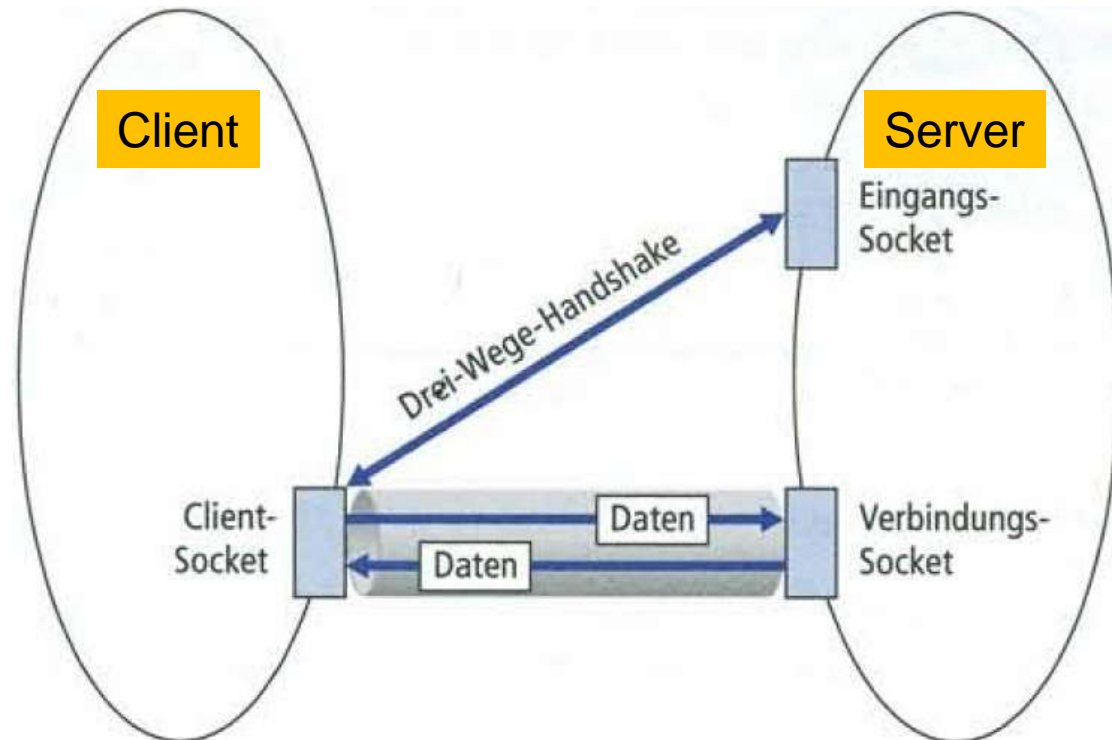 Client
Server
Eingangs-
Socket
Drei-Wege-Handshake
Client-
Socket
Daten
Daten
Verbindungs-
Socket